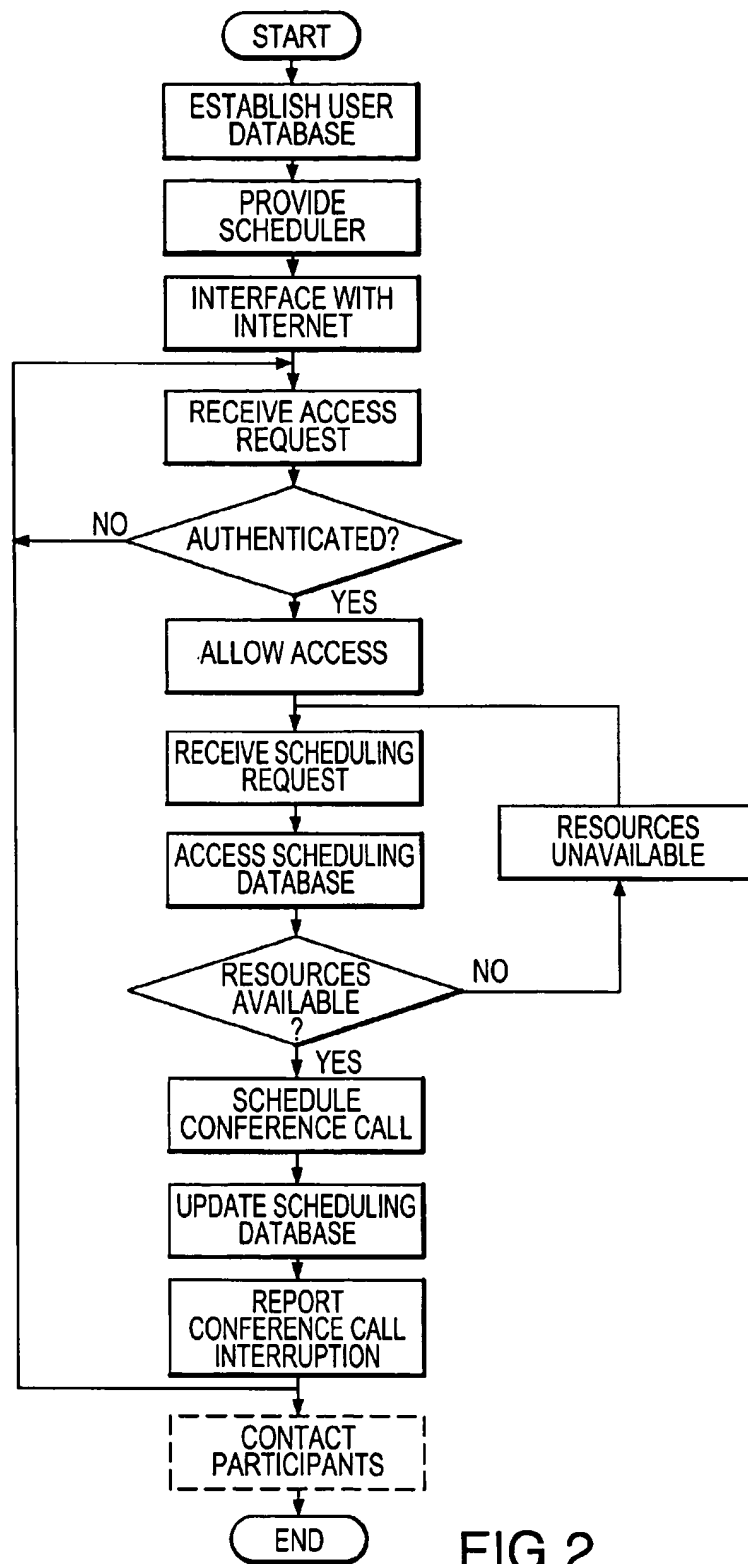 START
ESTABLISH USER
DATABASE
PROVIDE
SCHEDULER
INTERFACE WITH
INTERNET
RECEIVE ACCESS
REQUEST
NO
AUTHENTICATED?
YES
ALLOW ACCESS
RECEIVE SCHEDULING
REQUEST
RESOURCES
UNAVAILABLE
ACCESS SCHEDULING
DATABASE
RESOURCES
AVAILABLE
?
NO
YES
SCHEDULE
CONFERENCE CALL
UPDATE SCHEDULING
DATABASE
REPORT
CONFERENCE CALL
INTERRUPTION
CONTACT
PARTICIPANTS
END
FIG.2